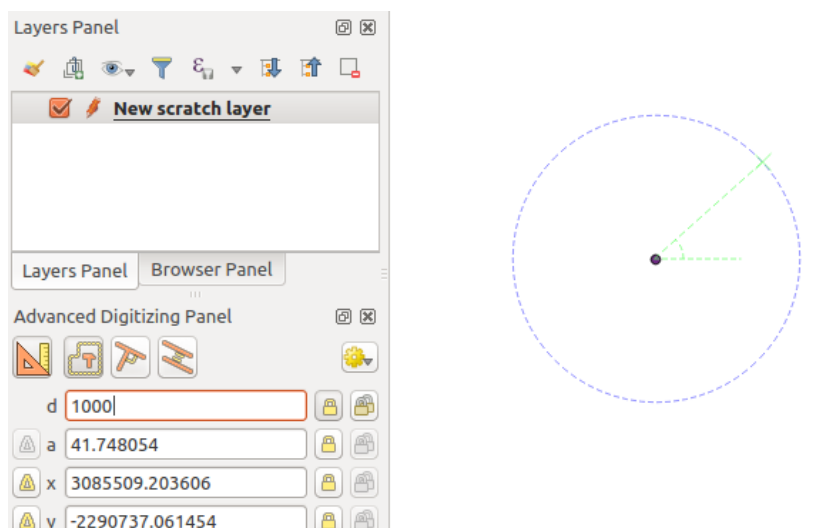 Layers Panel
New scratch layer
Layers Panel Browser Panel
Advanced Digitizing Panel
d 1000
a 41.748054
x 3085509.203606
y -2290737.061454